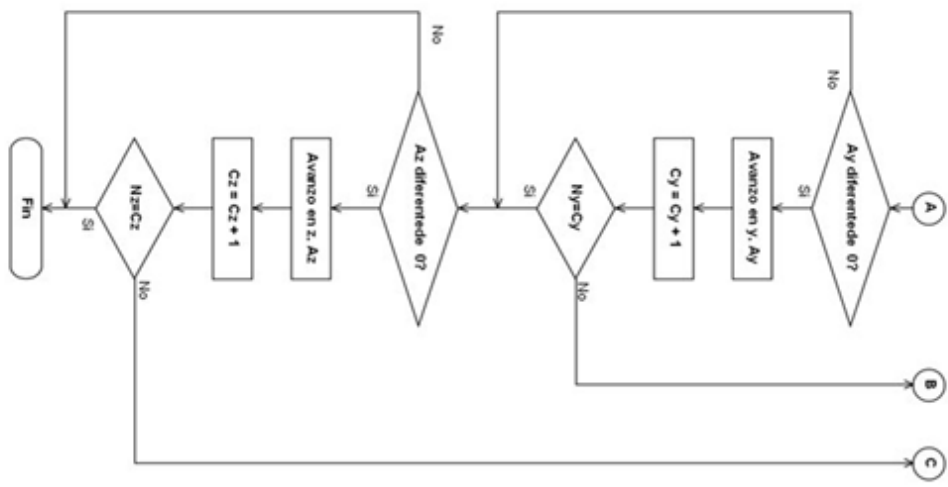 A
Ay diferentede 0?
No
Si
Avanzo en y, Ay
Cy = Cy + 1
Ny=Cy
No
Si
B
Az diferentede 0?
No
Si
Avanzo en z, Az
Cz = Cz + 1
Nz=Cz
No
Si
C
Fin